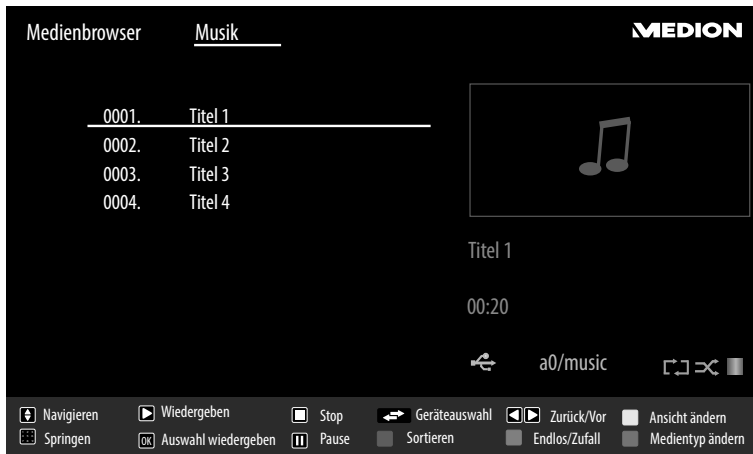 Medienbrowser Musik MEDION
0001. Titel 1
0002. Titel 2
0003. Titel 3
0004. Titel 4
Titel 1
00:20
a0/music
Navigieren Wiedergeben Stop Geräteauswahl Zurück/Vor Ansicht ändern
Springen OK Auswahl wiedergeben Pause Sortieren Endlos/Zufall Medientyp ändern